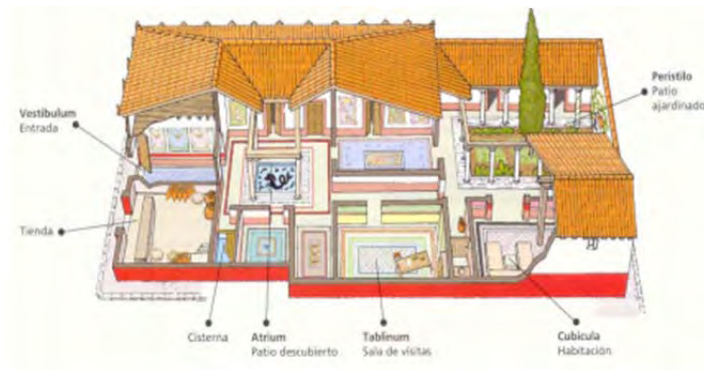 Peristilo
Patio
ajardinado
Vestibulum
Entrada
Tienda
Cisterna
Atrium
Patio descubierto
Tablinum
Sala de visitas
Cubicula
Habitación